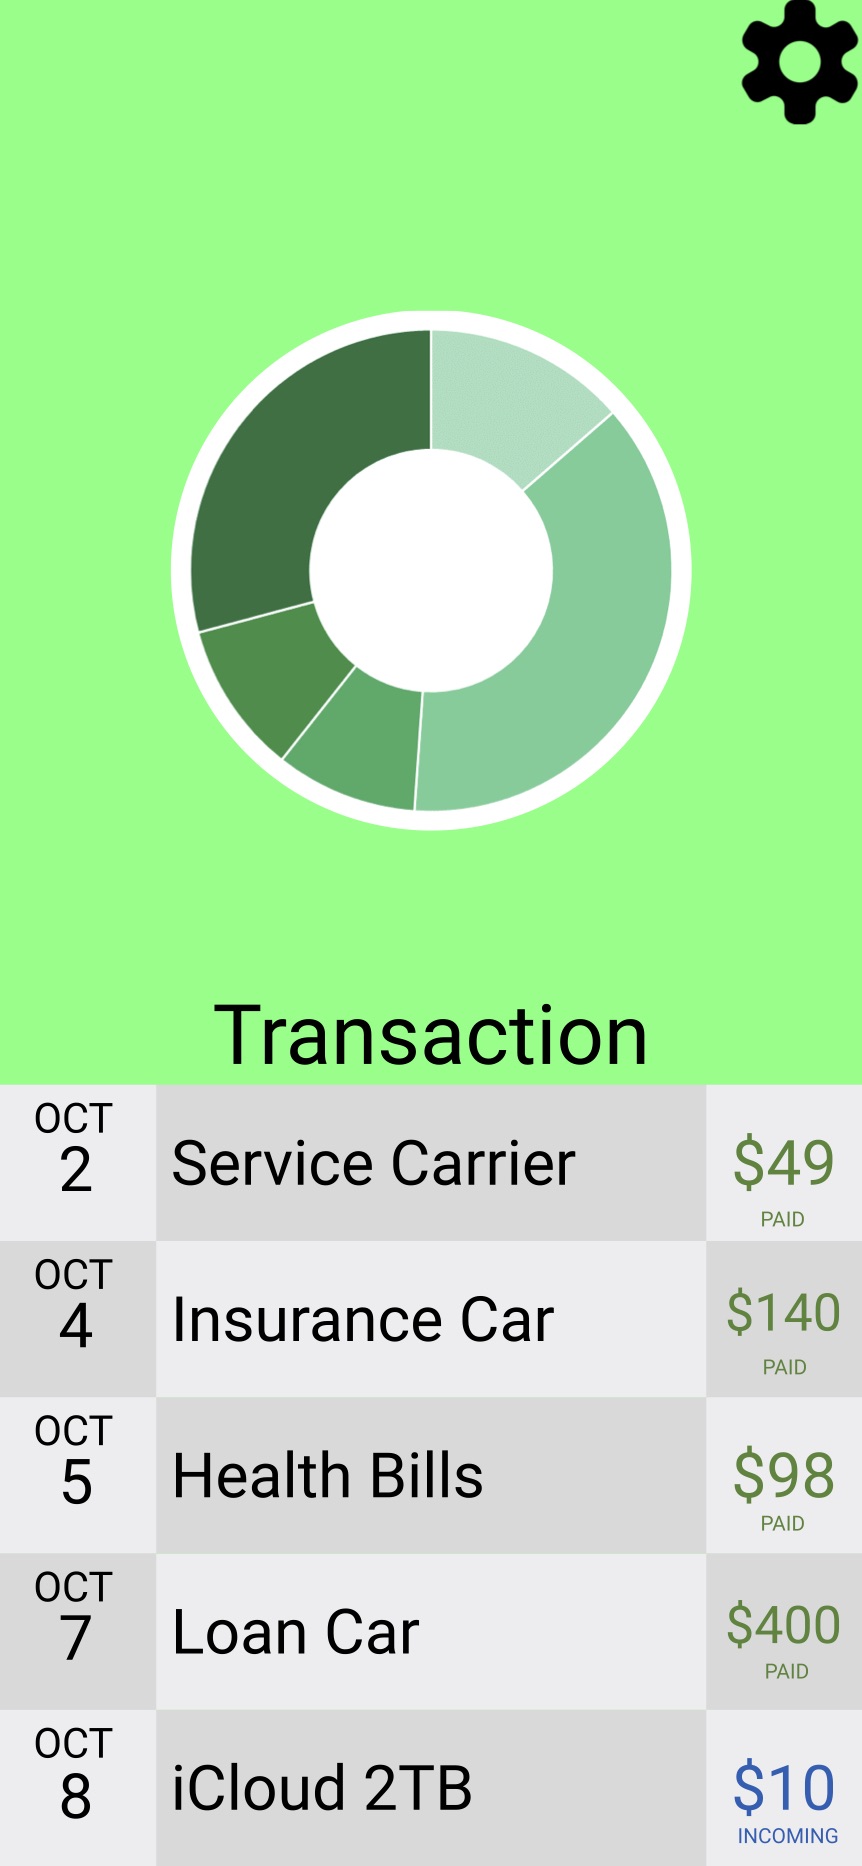 Transaction
OCT
2
Service Carrier
$49
PAID
OCT
4
Insurance Car
$140
PAID
OCT
5
Health Bills
$98
PAID
OCT
7
Loan Car
$400
PAID
OCT
8
iCloud 2TB
$10
INCOMING